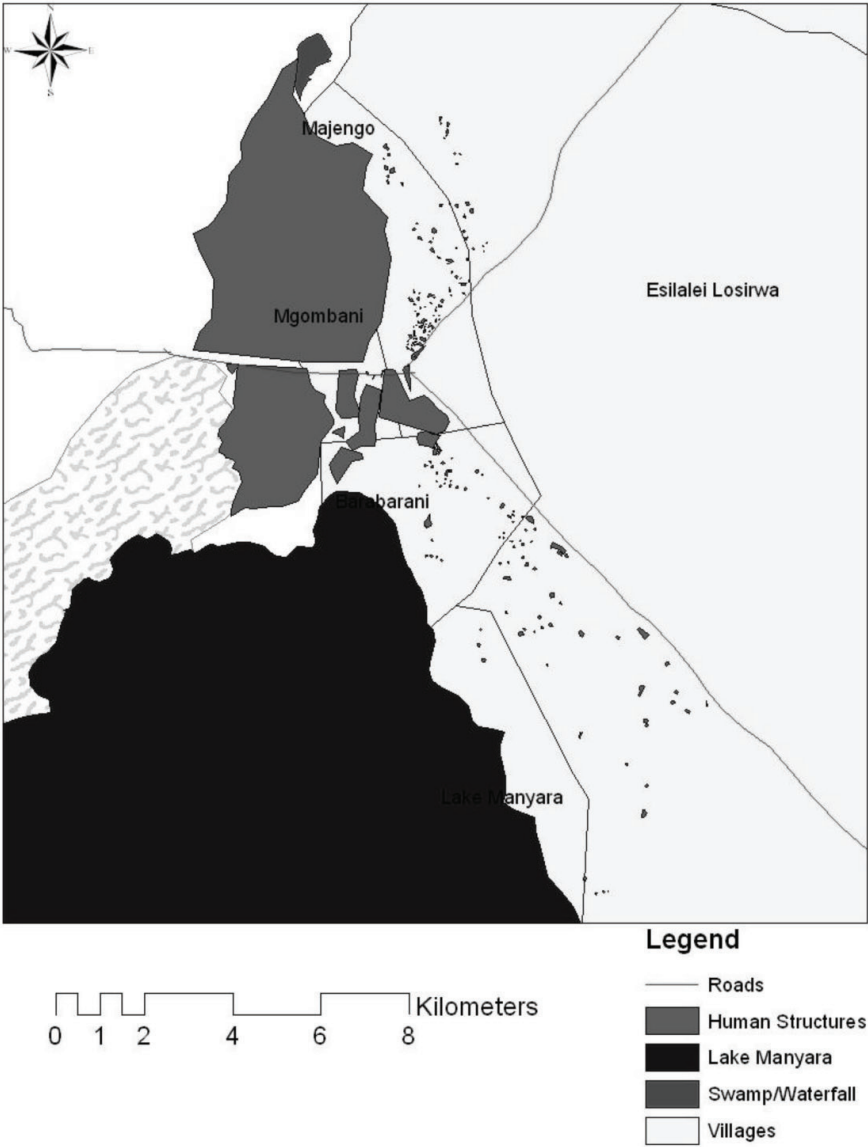 N
W E
S
Majengo
Esilalei Losirwa
Mgombani
Barabarani
Lake Manyara
Legend
Roads
Kilometers
Human Structures
0 1 2 4 6 8
Lake Manyara
Swamp/Waterfall
Villages